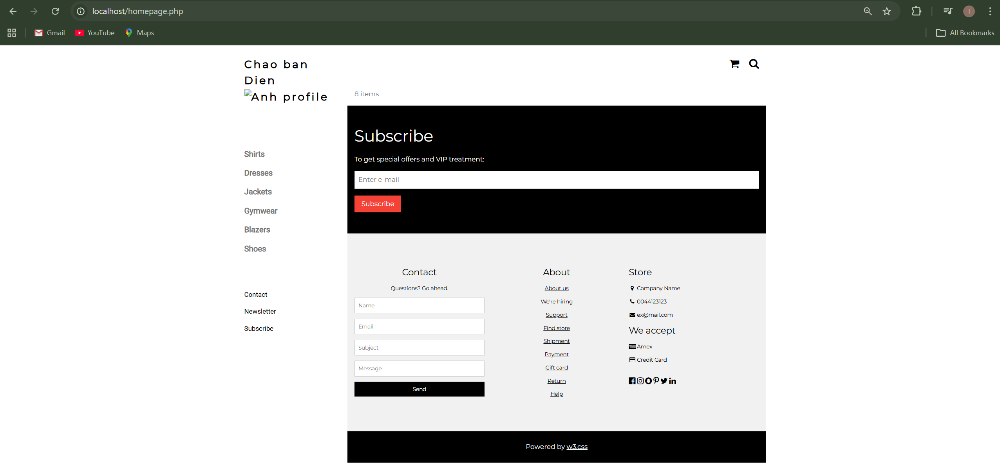 localhost/homepage.php
Gmail
YouTube
Maps
All Bookmarks
Chao ban
Dien
Anh profile
Shirts
Dresses
Jackets
Gymwear
Blazers
Shoes
Contact
Newsletter
Subscribe
8 items
Subscribe
To get special offers and VIP treatment:
Enter e-mail
Subscribe
Contact
Questions? Go ahead.
Name
Email
Subject
Message
Send
About
About us
We're hiring
Support
Find store
Shipment
Payment
Gift card
Return
Help
Store
Company Name
0044123123
ex@mail.com
We accept
Amex
Credit Card
Powered by w3.css